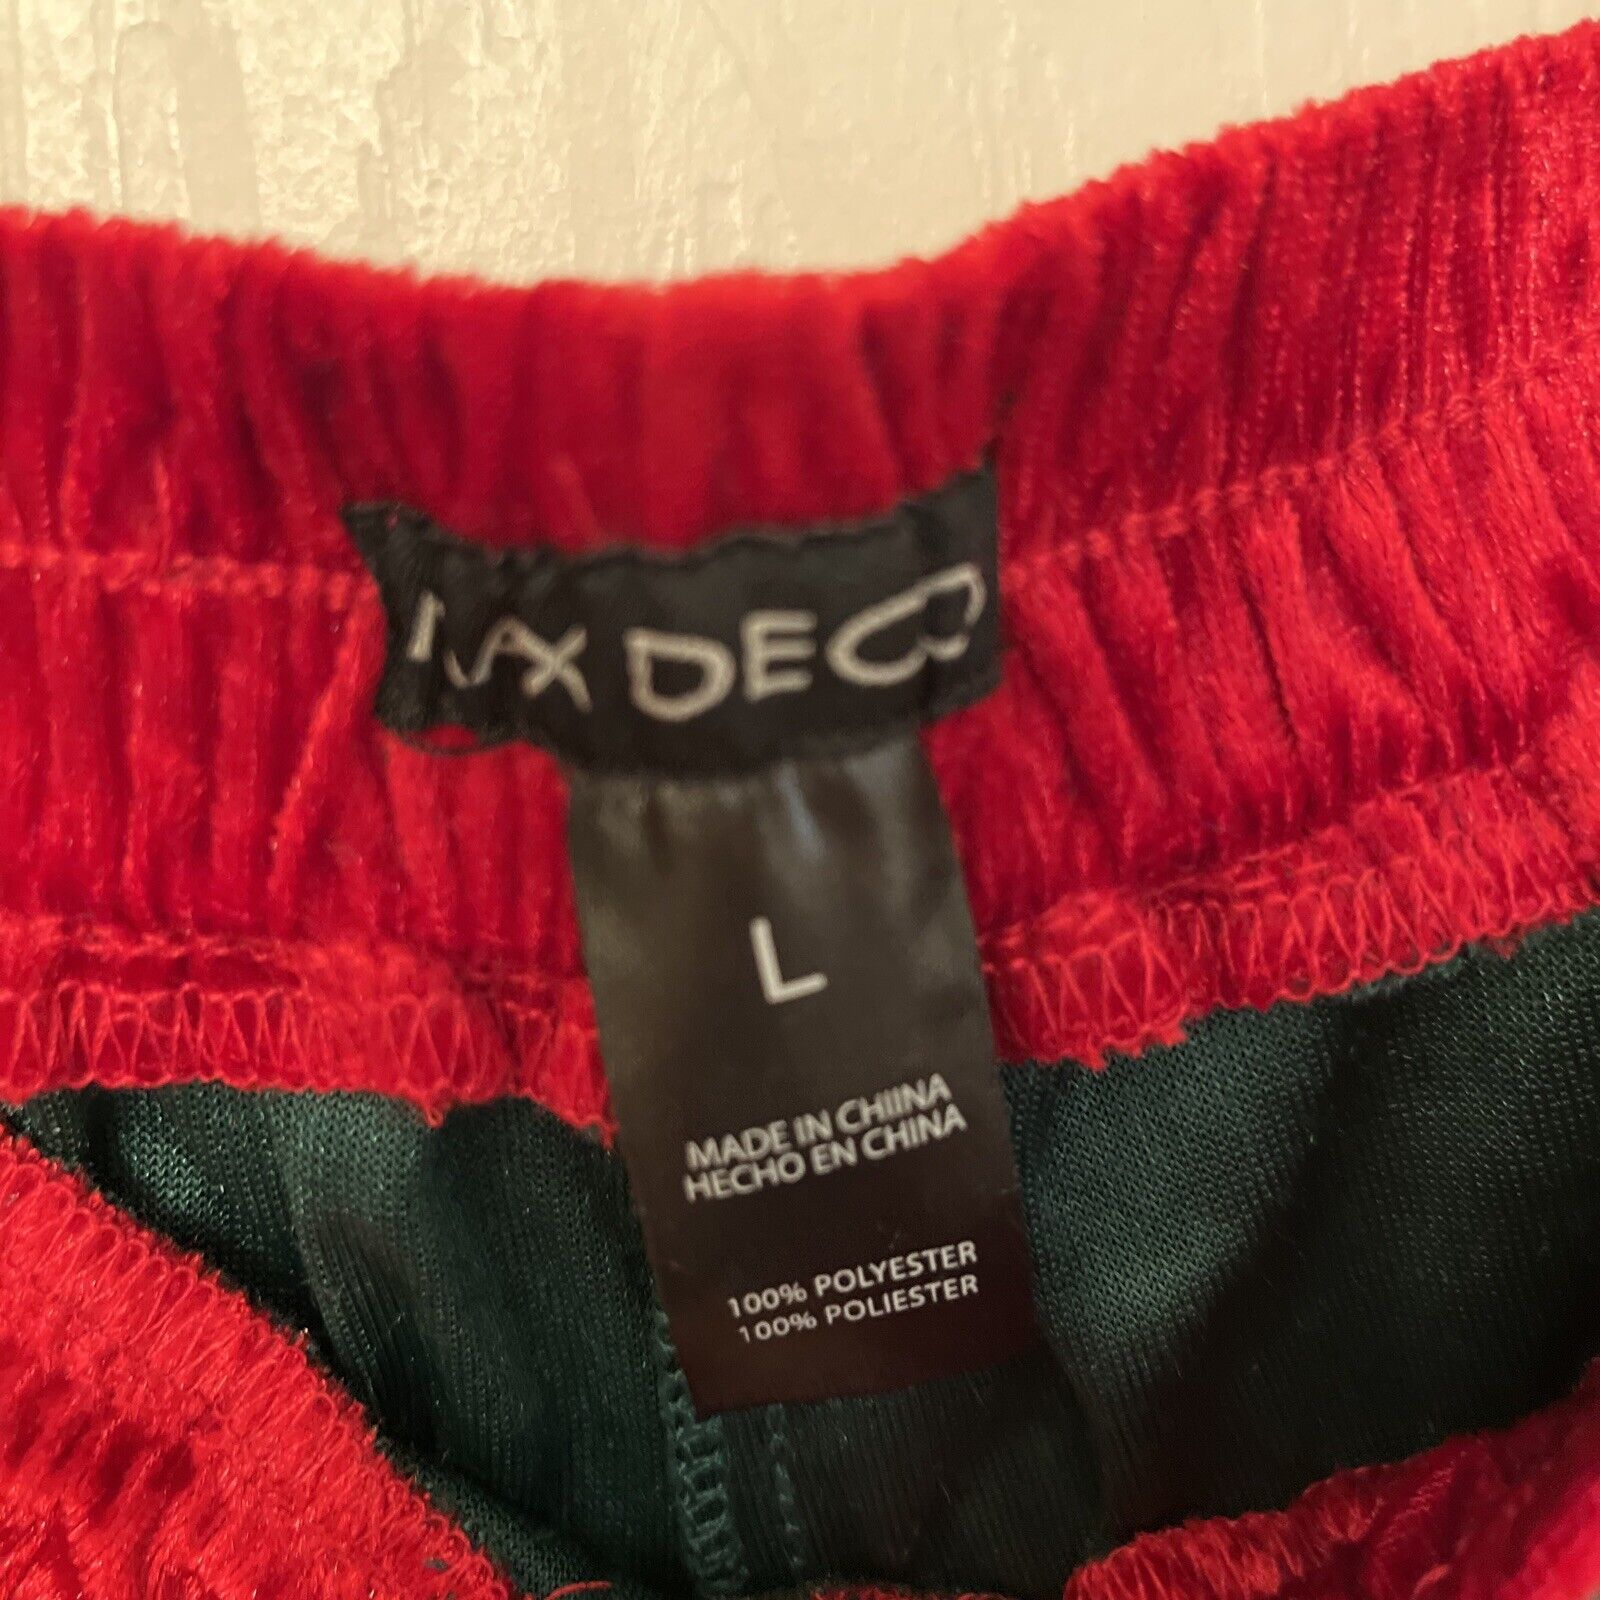 DECO
L
MADE IN CHIINA
HECHO EN CHINA
100% POLYESTER
100% POLIESTER